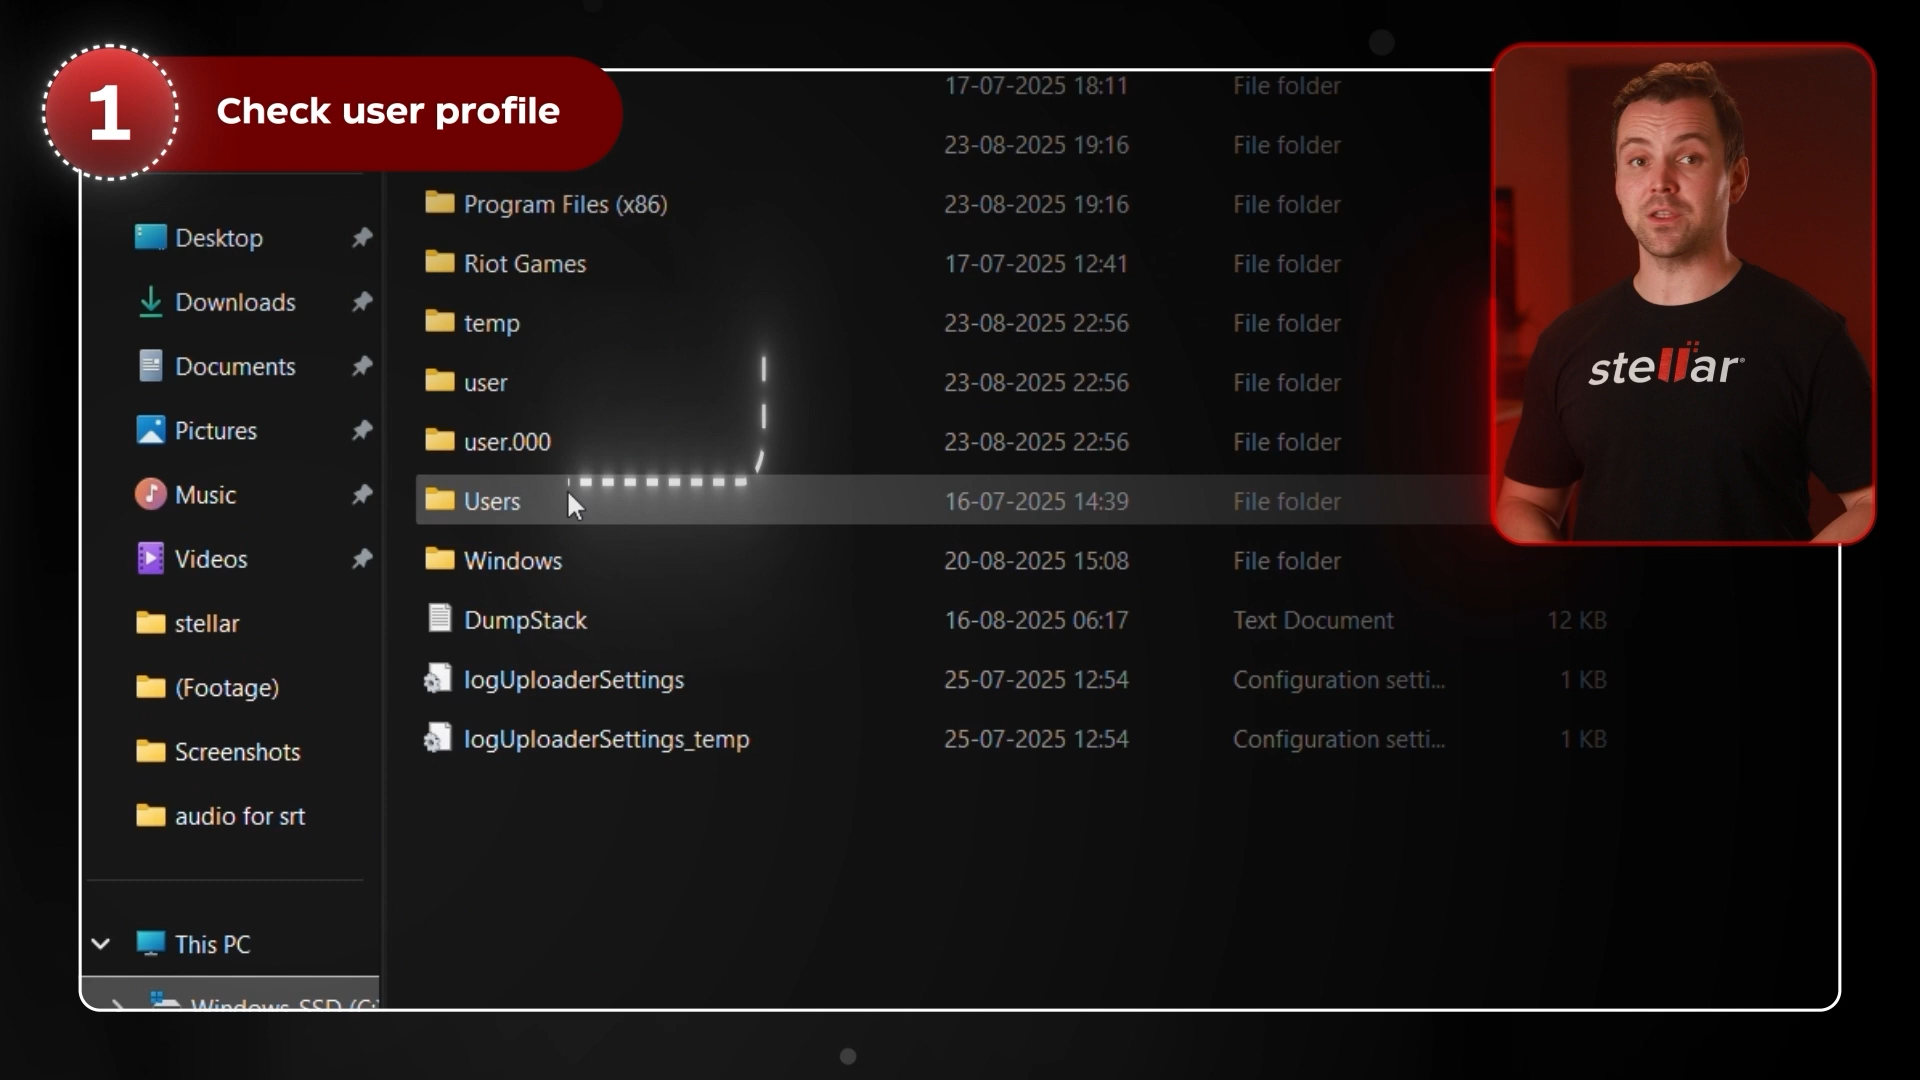 1
Check user profile
17-07-2025 18:11 File folder
23-08-2025 19:16 File folder
Program Files (x86) 23-08-2025 19:16 File folder
Riot Games 17-07-2025 12:41 File folder
temp 23-08-2025 22:56 File folder
user 23-08-2025 22:56 File folder
user.000 23-08-2025 22:56 File folder
Users 16-07-2025 14:39 File folder
Windows 20-08-2025 15:08 File folder
DumpStack 16-08-2025 06:17 Text Document 12 KB
logUploaderSettings 25-07-2025 12:54 Configuration setti... 1 KB
logUploaderSettings_temp 25-07-2025 12:54 Configuration setti... 1 KB
Desktop
Downloads
Documents
Pictures
Music
Videos
stellar
(Footage)
Screenshots
audio for srt
This PC
Windows-SSD (C:)
stellar